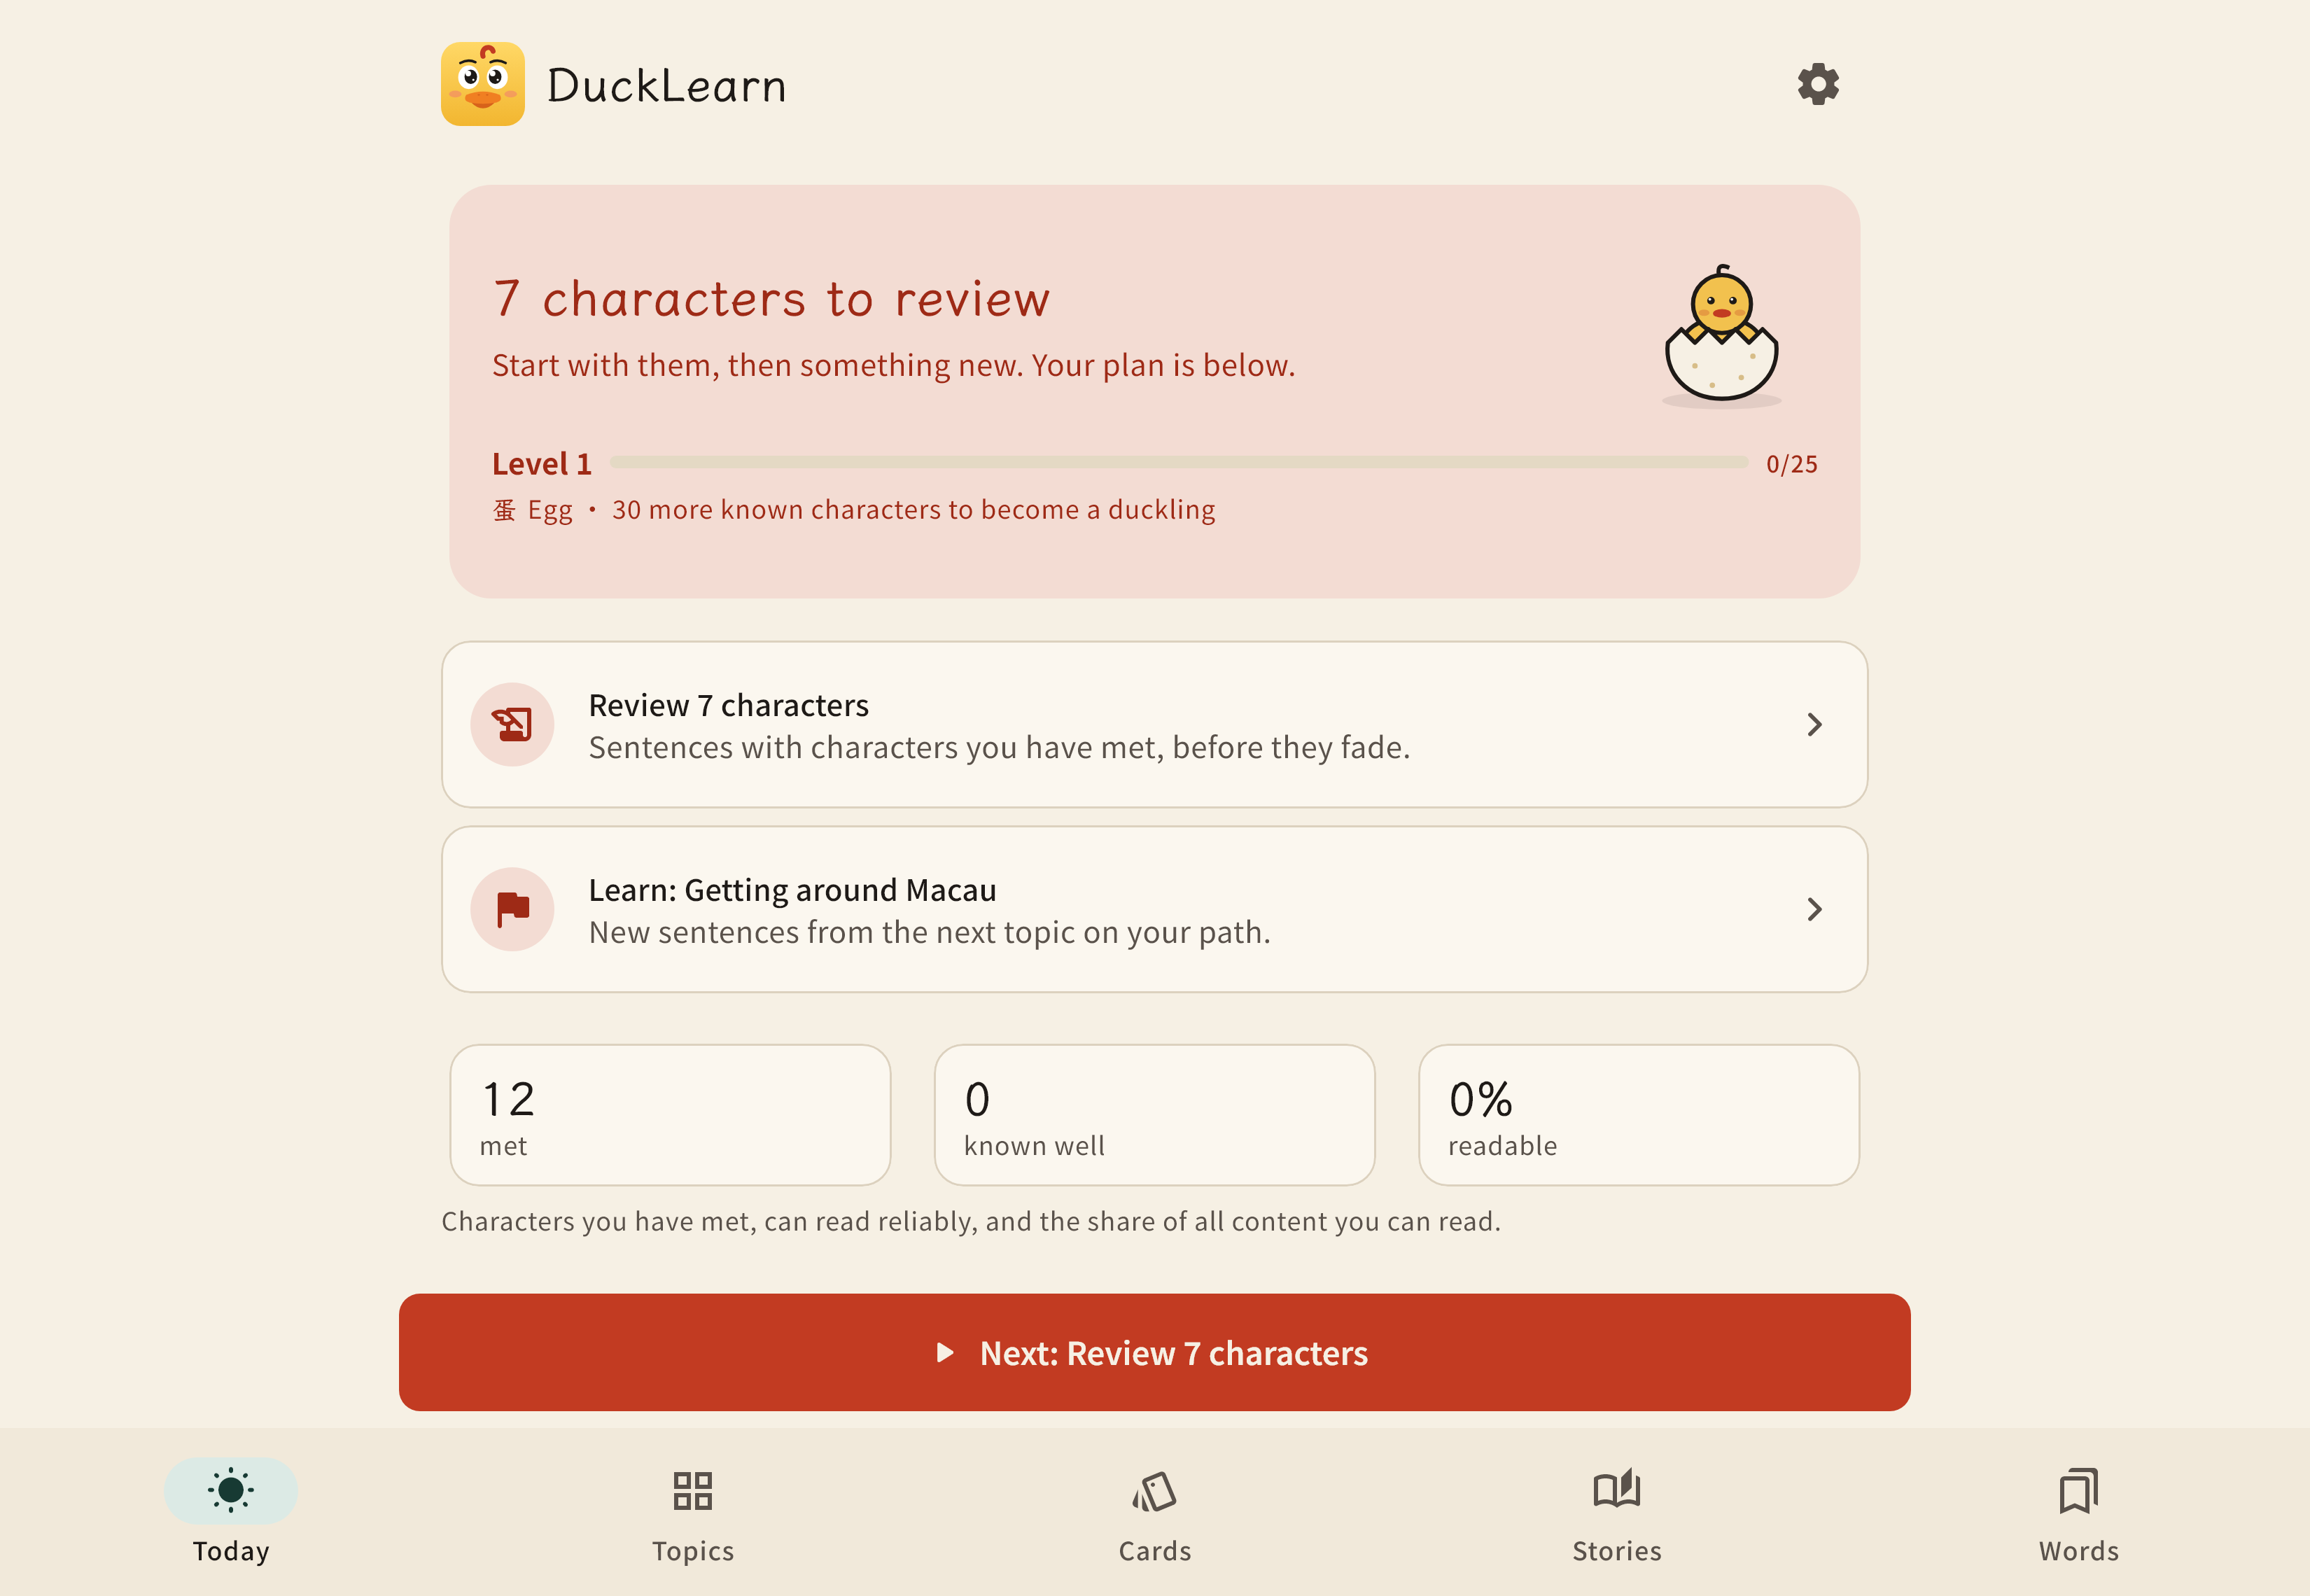 DuckLearn
7 characters to review
Start with them, then something new. Your plan is below.
Level 1
0/25
蛋 Egg · 30 more known characters to become a duckling
Review 7 characters
Sentences with characters you have met, before they fade.
Learn: Getting around Macau
New sentences from the next topic on your path.
12
met
0
known well
0%
readable
Characters you have met, can read reliably, and the share of all content you can read.
Next: Review 7 characters
Today
Topics
Cards
Stories
Words